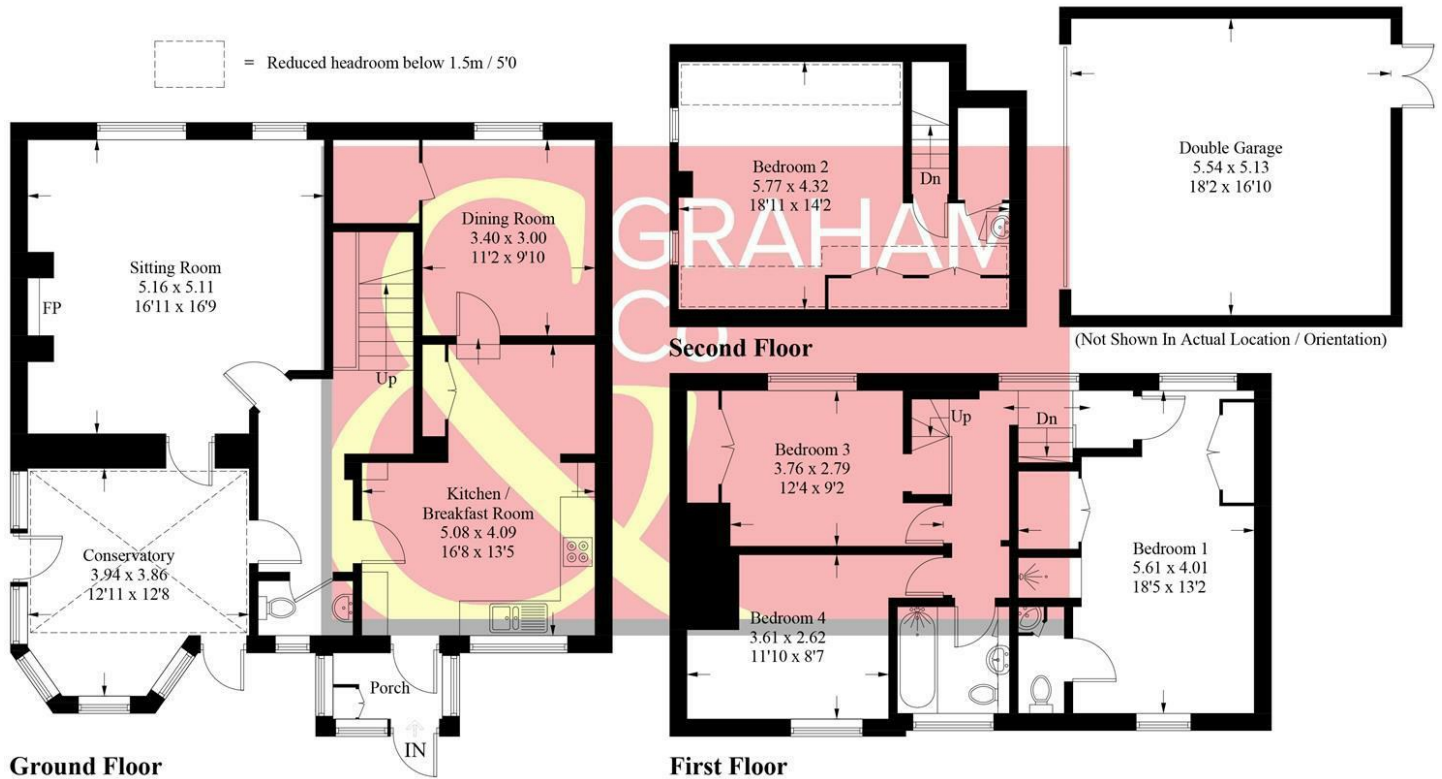 = Reduced headroom below 1.5m / 5'0
Sitting Room
5.16 x 5.11
16'11 x 16'9
FP
Dining Room
3.40 x 3.00
11'2 x 9'10
Up
Kitchen /
Breakfast Room
5.08 x 4.09
16'8 x 13'5
Conservatory
3.94 x 3.86
12'11 x 12'8
Porch
IN
Ground Floor
Bedroom 2
5.77 x 4.32
18'11 x 14'2
Dn
Second Floor
Double Garage
5.54 x 5.13
18'2 x 16'10
(Not Shown In Actual Location / Orientation)
Bedroom 3
3.76 x 2.79
12'4 x 9'2
Up
Dn
Bedroom 1
5.61 x 4.01
18'5 x 13'2
Bedroom 4
3.61 x 2.62
11'10 x 8'7
First Floor
&
GRAHAM
Co